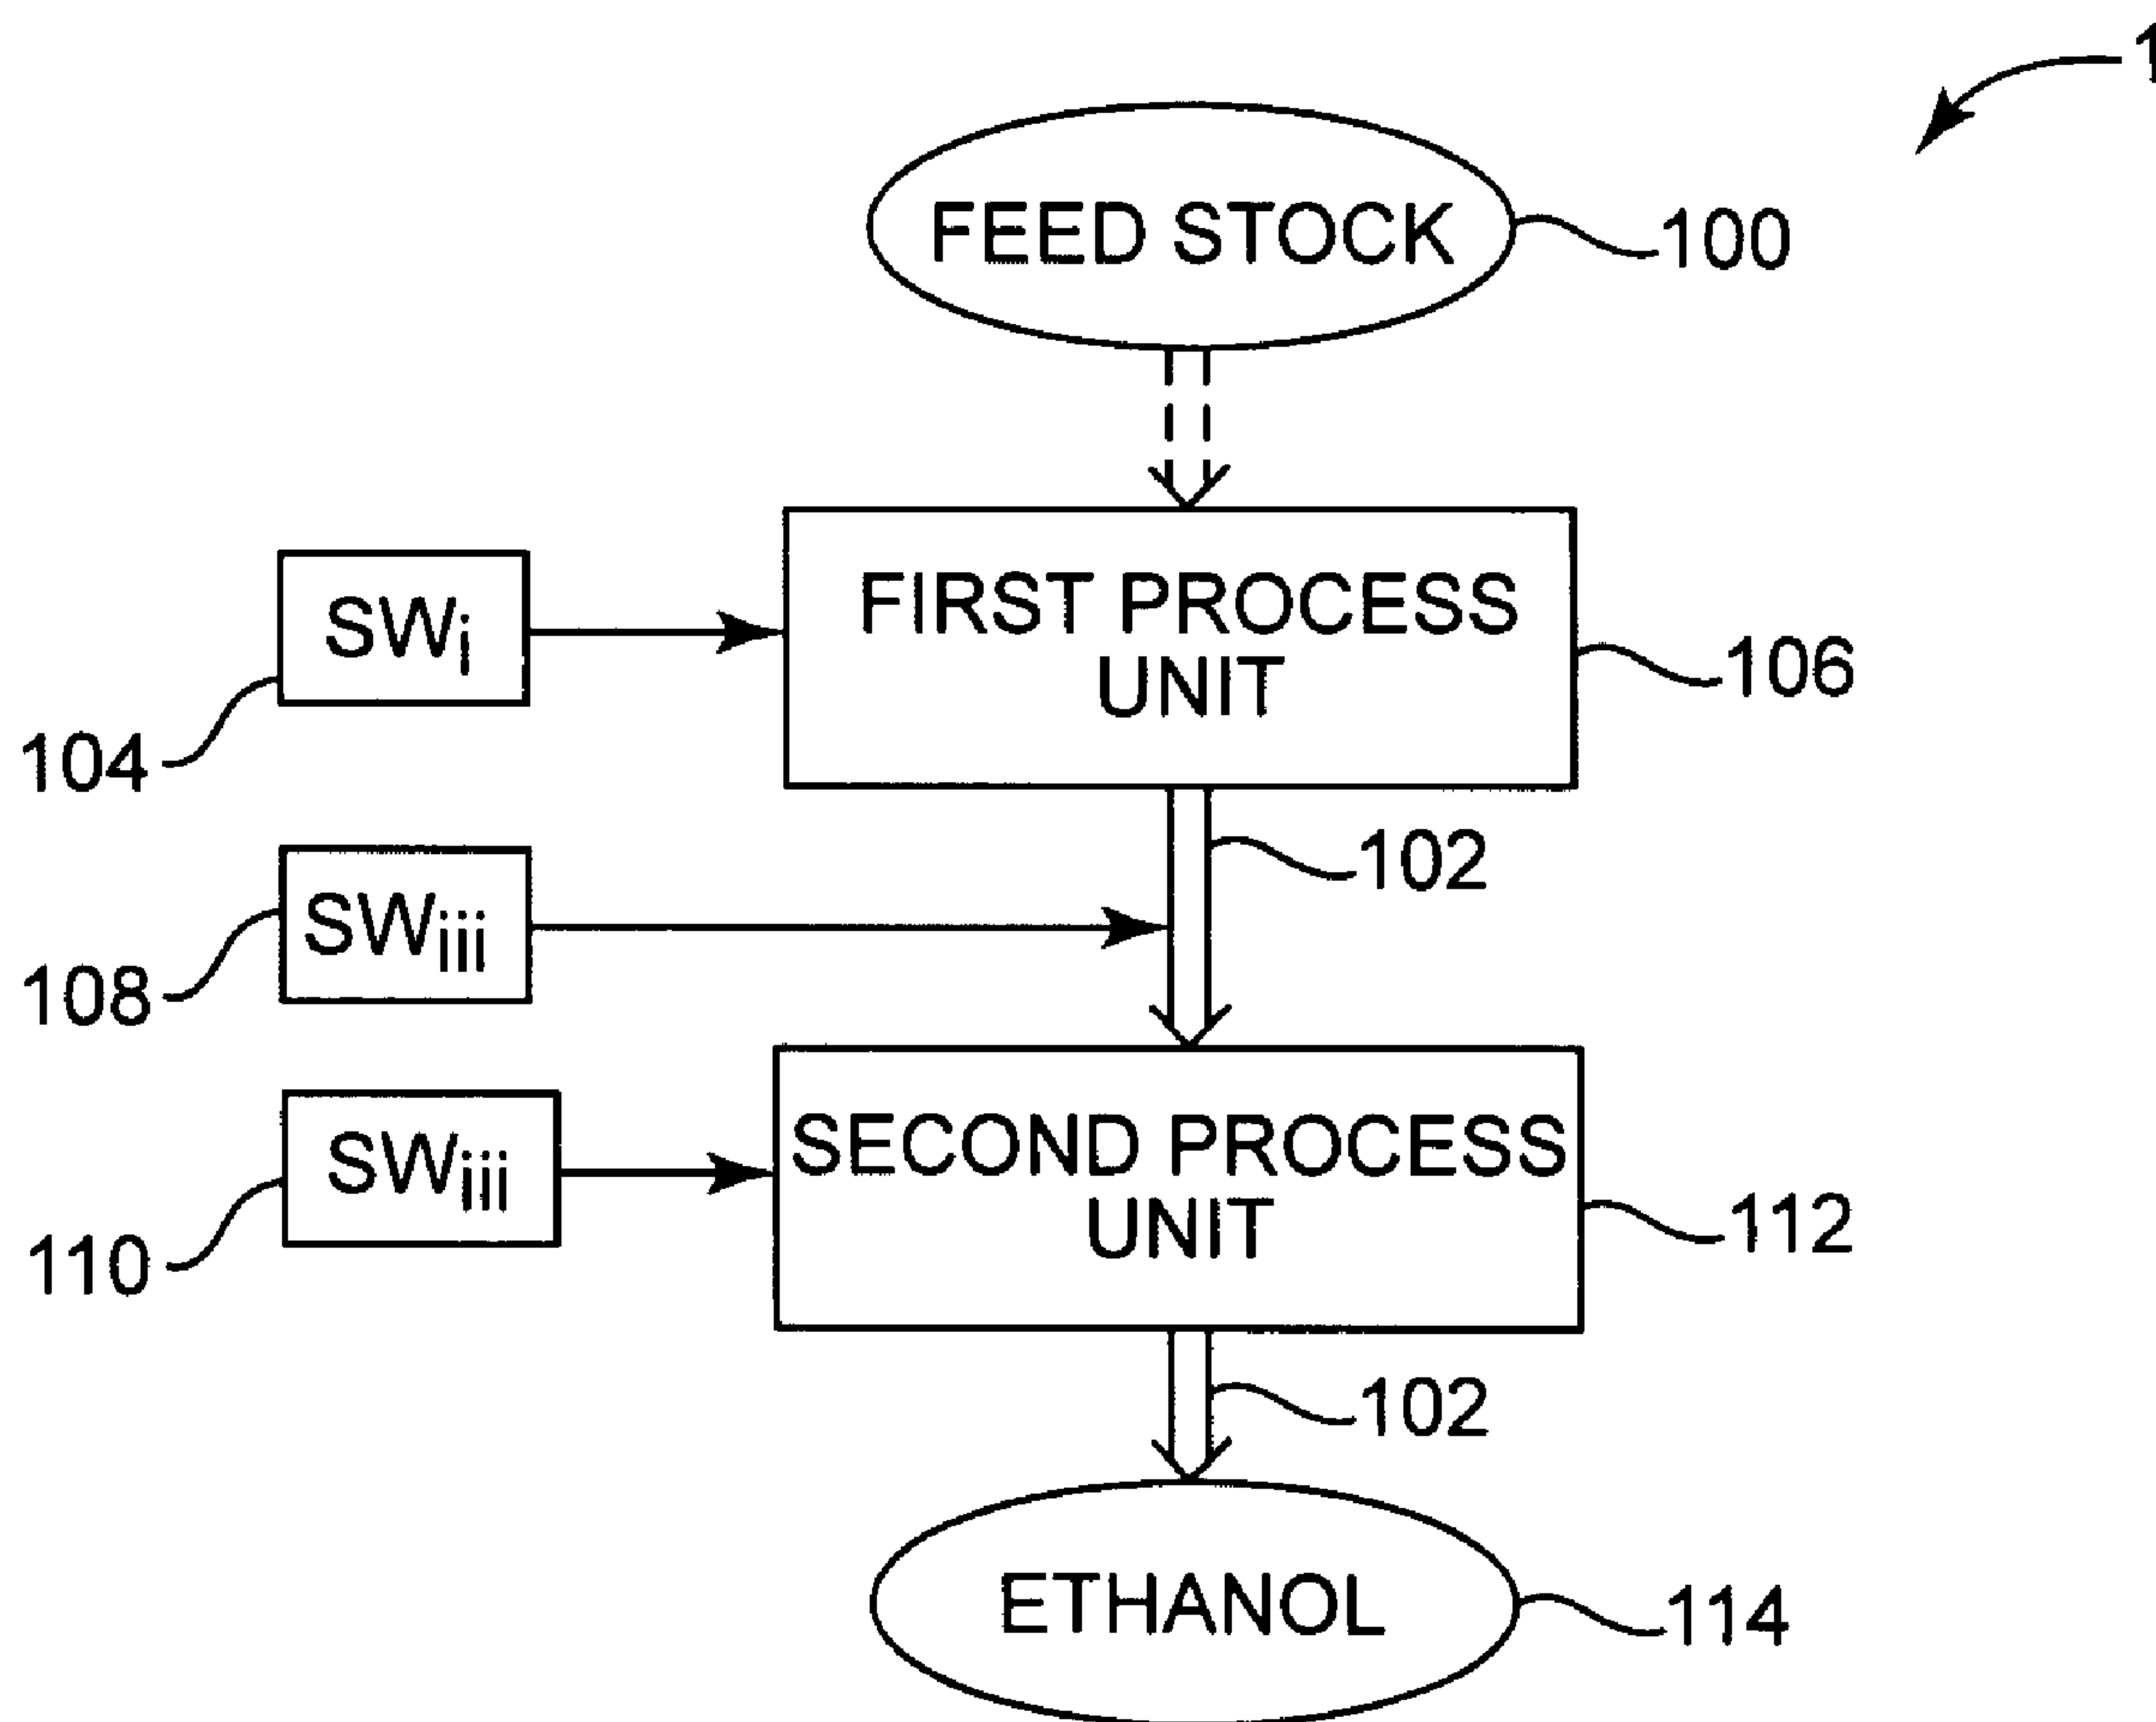 FEED STOCK
100
SWi
FIRST PROCESS
UNIT
106
104
102
SWiii
108
SWiii
SECOND PROCESS
UNIT
110
112
102
ETHANOL
114